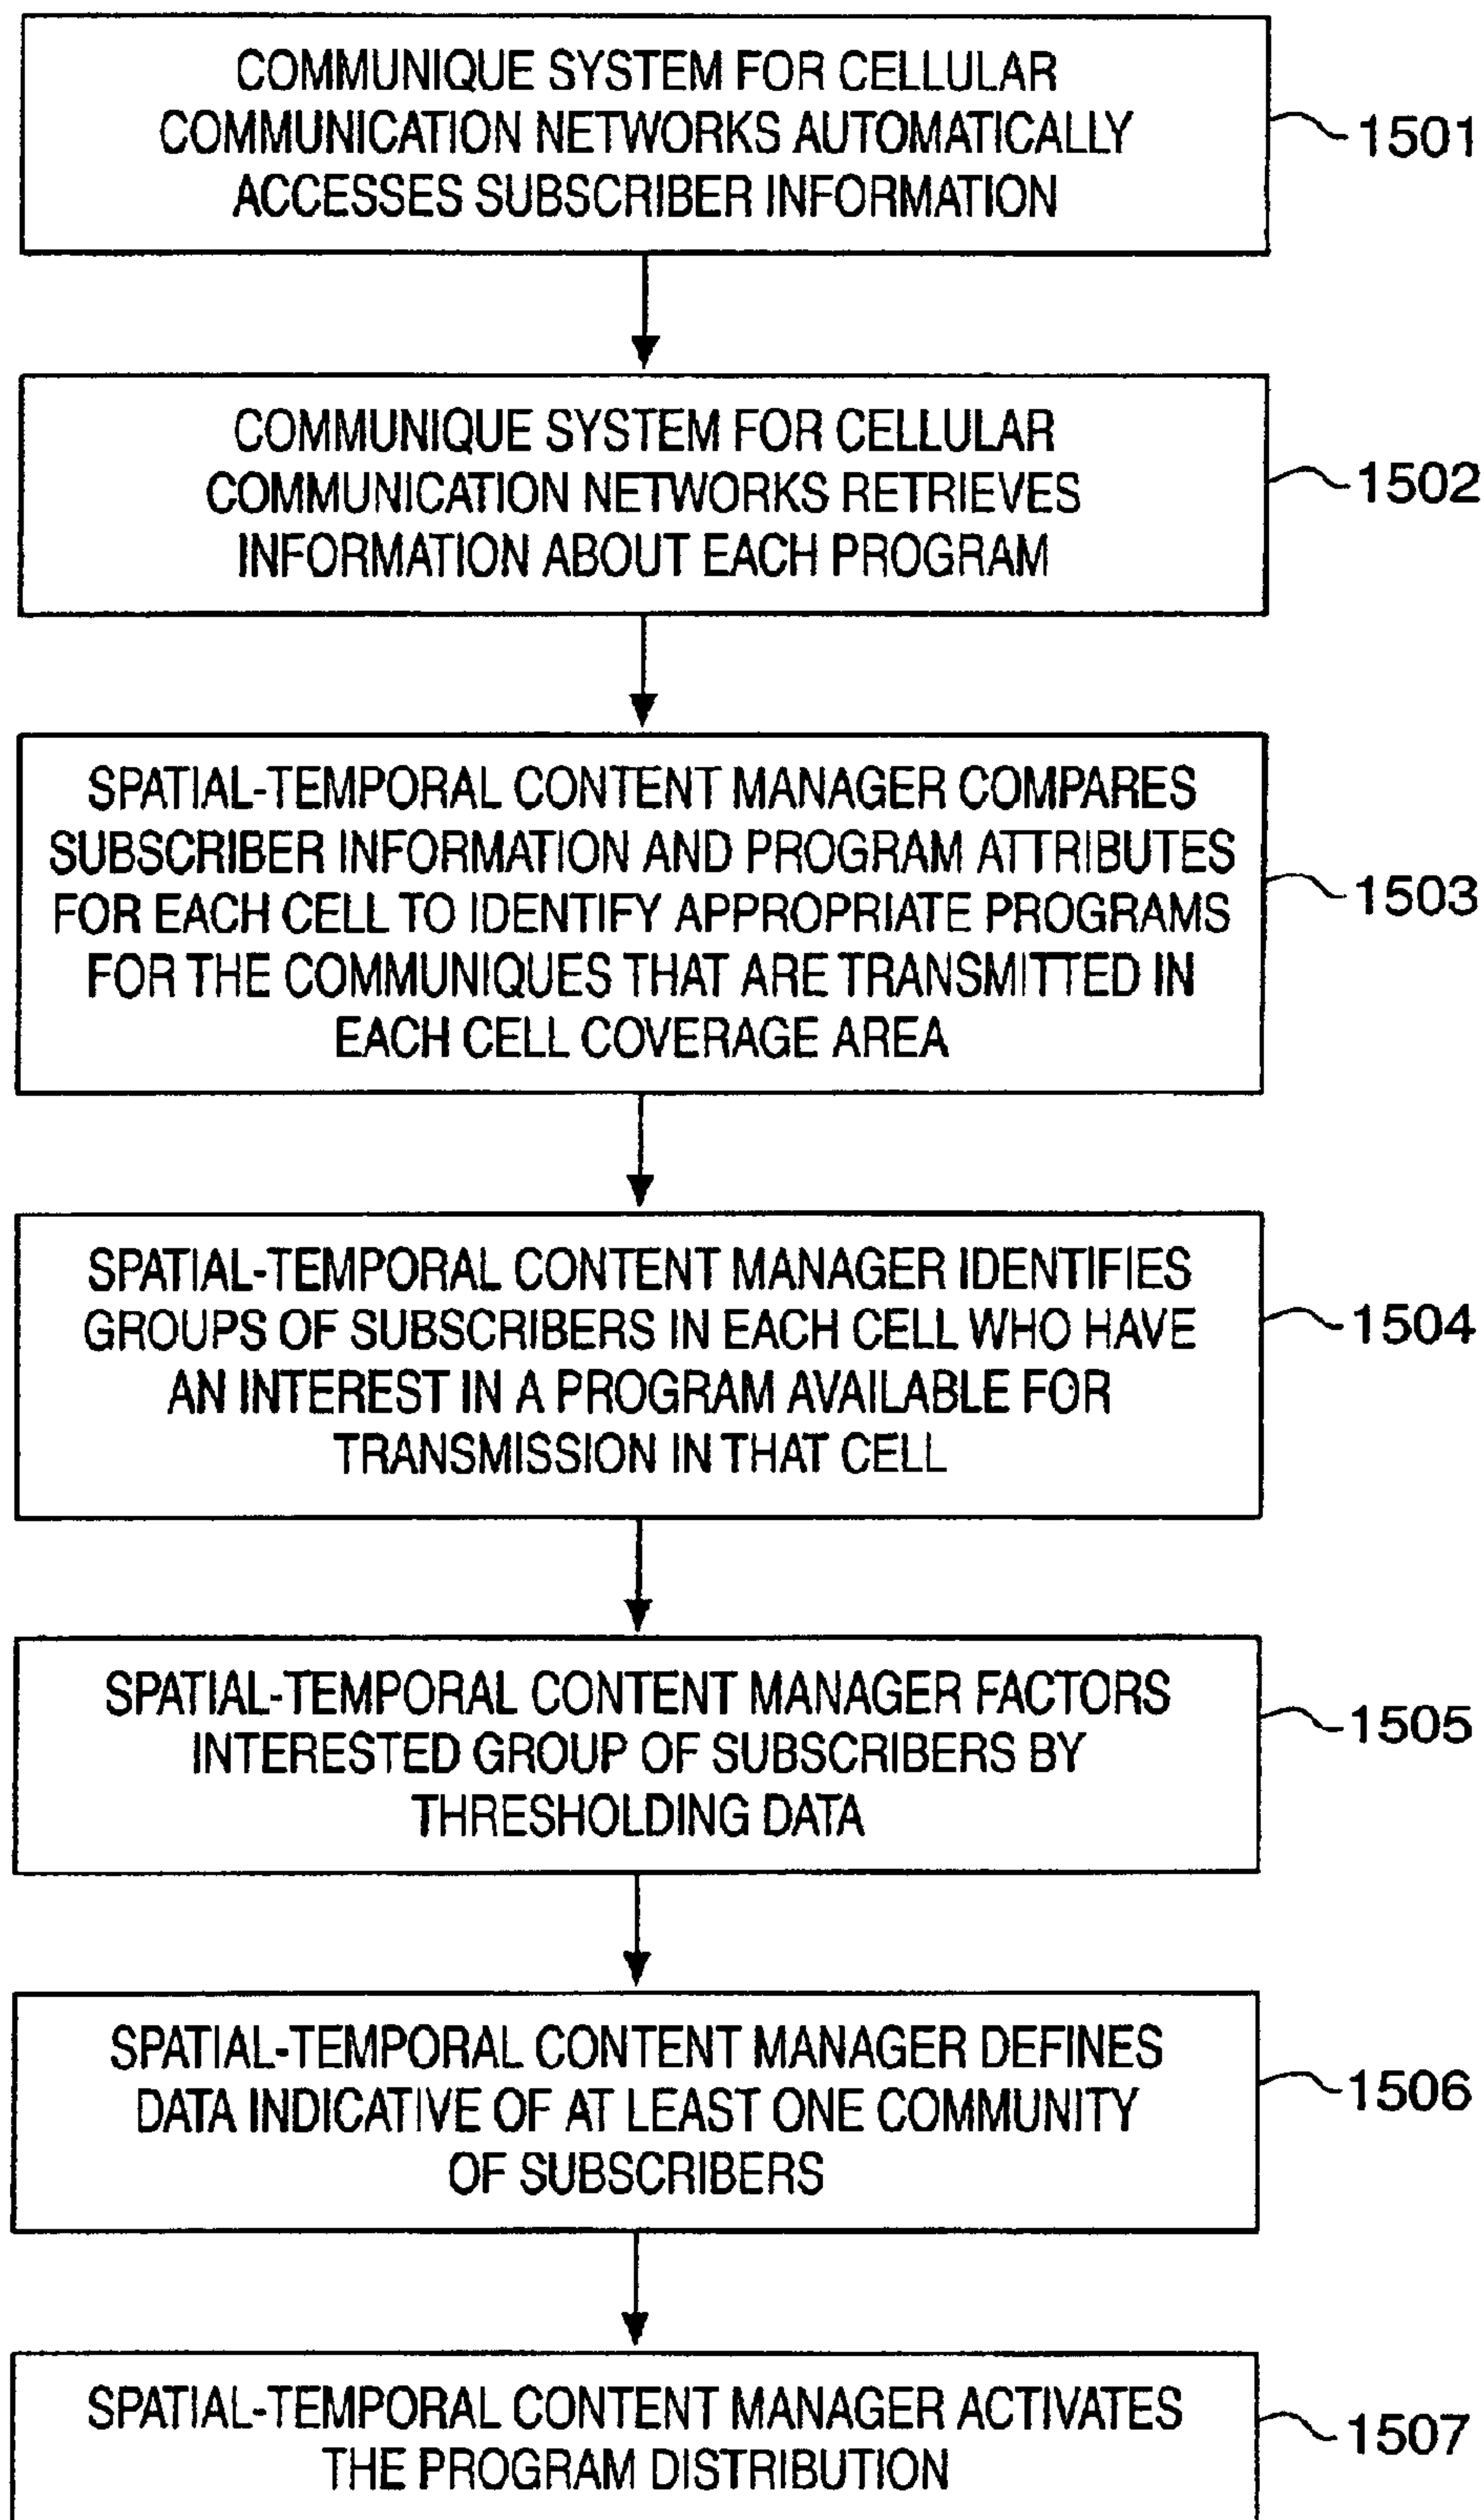 COMMUNIQUE SYSTEM FOR CELLULAR
COMMUNICATION NETWORKS AUTOMATICALLY
ACCESSES SUBSCRIBER INFORMATION
1501
COMMUNIQUE SYSTEM FOR CELLULAR
COMMUNICATION NETWORKS RETRIEVES
INFORMATION ABOUT EACH PROGRAM
1502
SPATIAL-TEMPORAL CONTENT MANAGER COMPARES
SUBSCRIBER INFORMATION AND PROGRAM ATTRIBUTES
FOR EACH CELL TO IDENTIFY APPROPRIATE PROGRAMS
FOR THE COMMUNIQUES THAT ARE TRANSMITTED IN
EACH CELL COVERAGE AREA
1503
SPATIAL-TEMPORAL CONTENT MANAGER IDENTIFIES
GROUPS OF SUBSCRIBERS IN EACH CELL WHO HAVE
AN INTEREST IN A PROGRAM AVAILABLE FOR
TRANSMISSION IN THAT CELL
1504
SPATIAL-TEMPORAL CONTENT MANAGER FACTORS
INTERESTED GROUP OF SUBSCRIBERS BY
THRESHOLDING DATA
1505
SPATIAL-TEMPORAL CONTENT MANAGER DEFINES
DATA INDICATIVE OF AT LEAST ONE COMMUNITY
OF SUBSCRIBERS
1506
SPATIAL-TEMPORAL CONTENT MANAGER ACTIVATES
THE PROGRAM DISTRIBUTION
1507